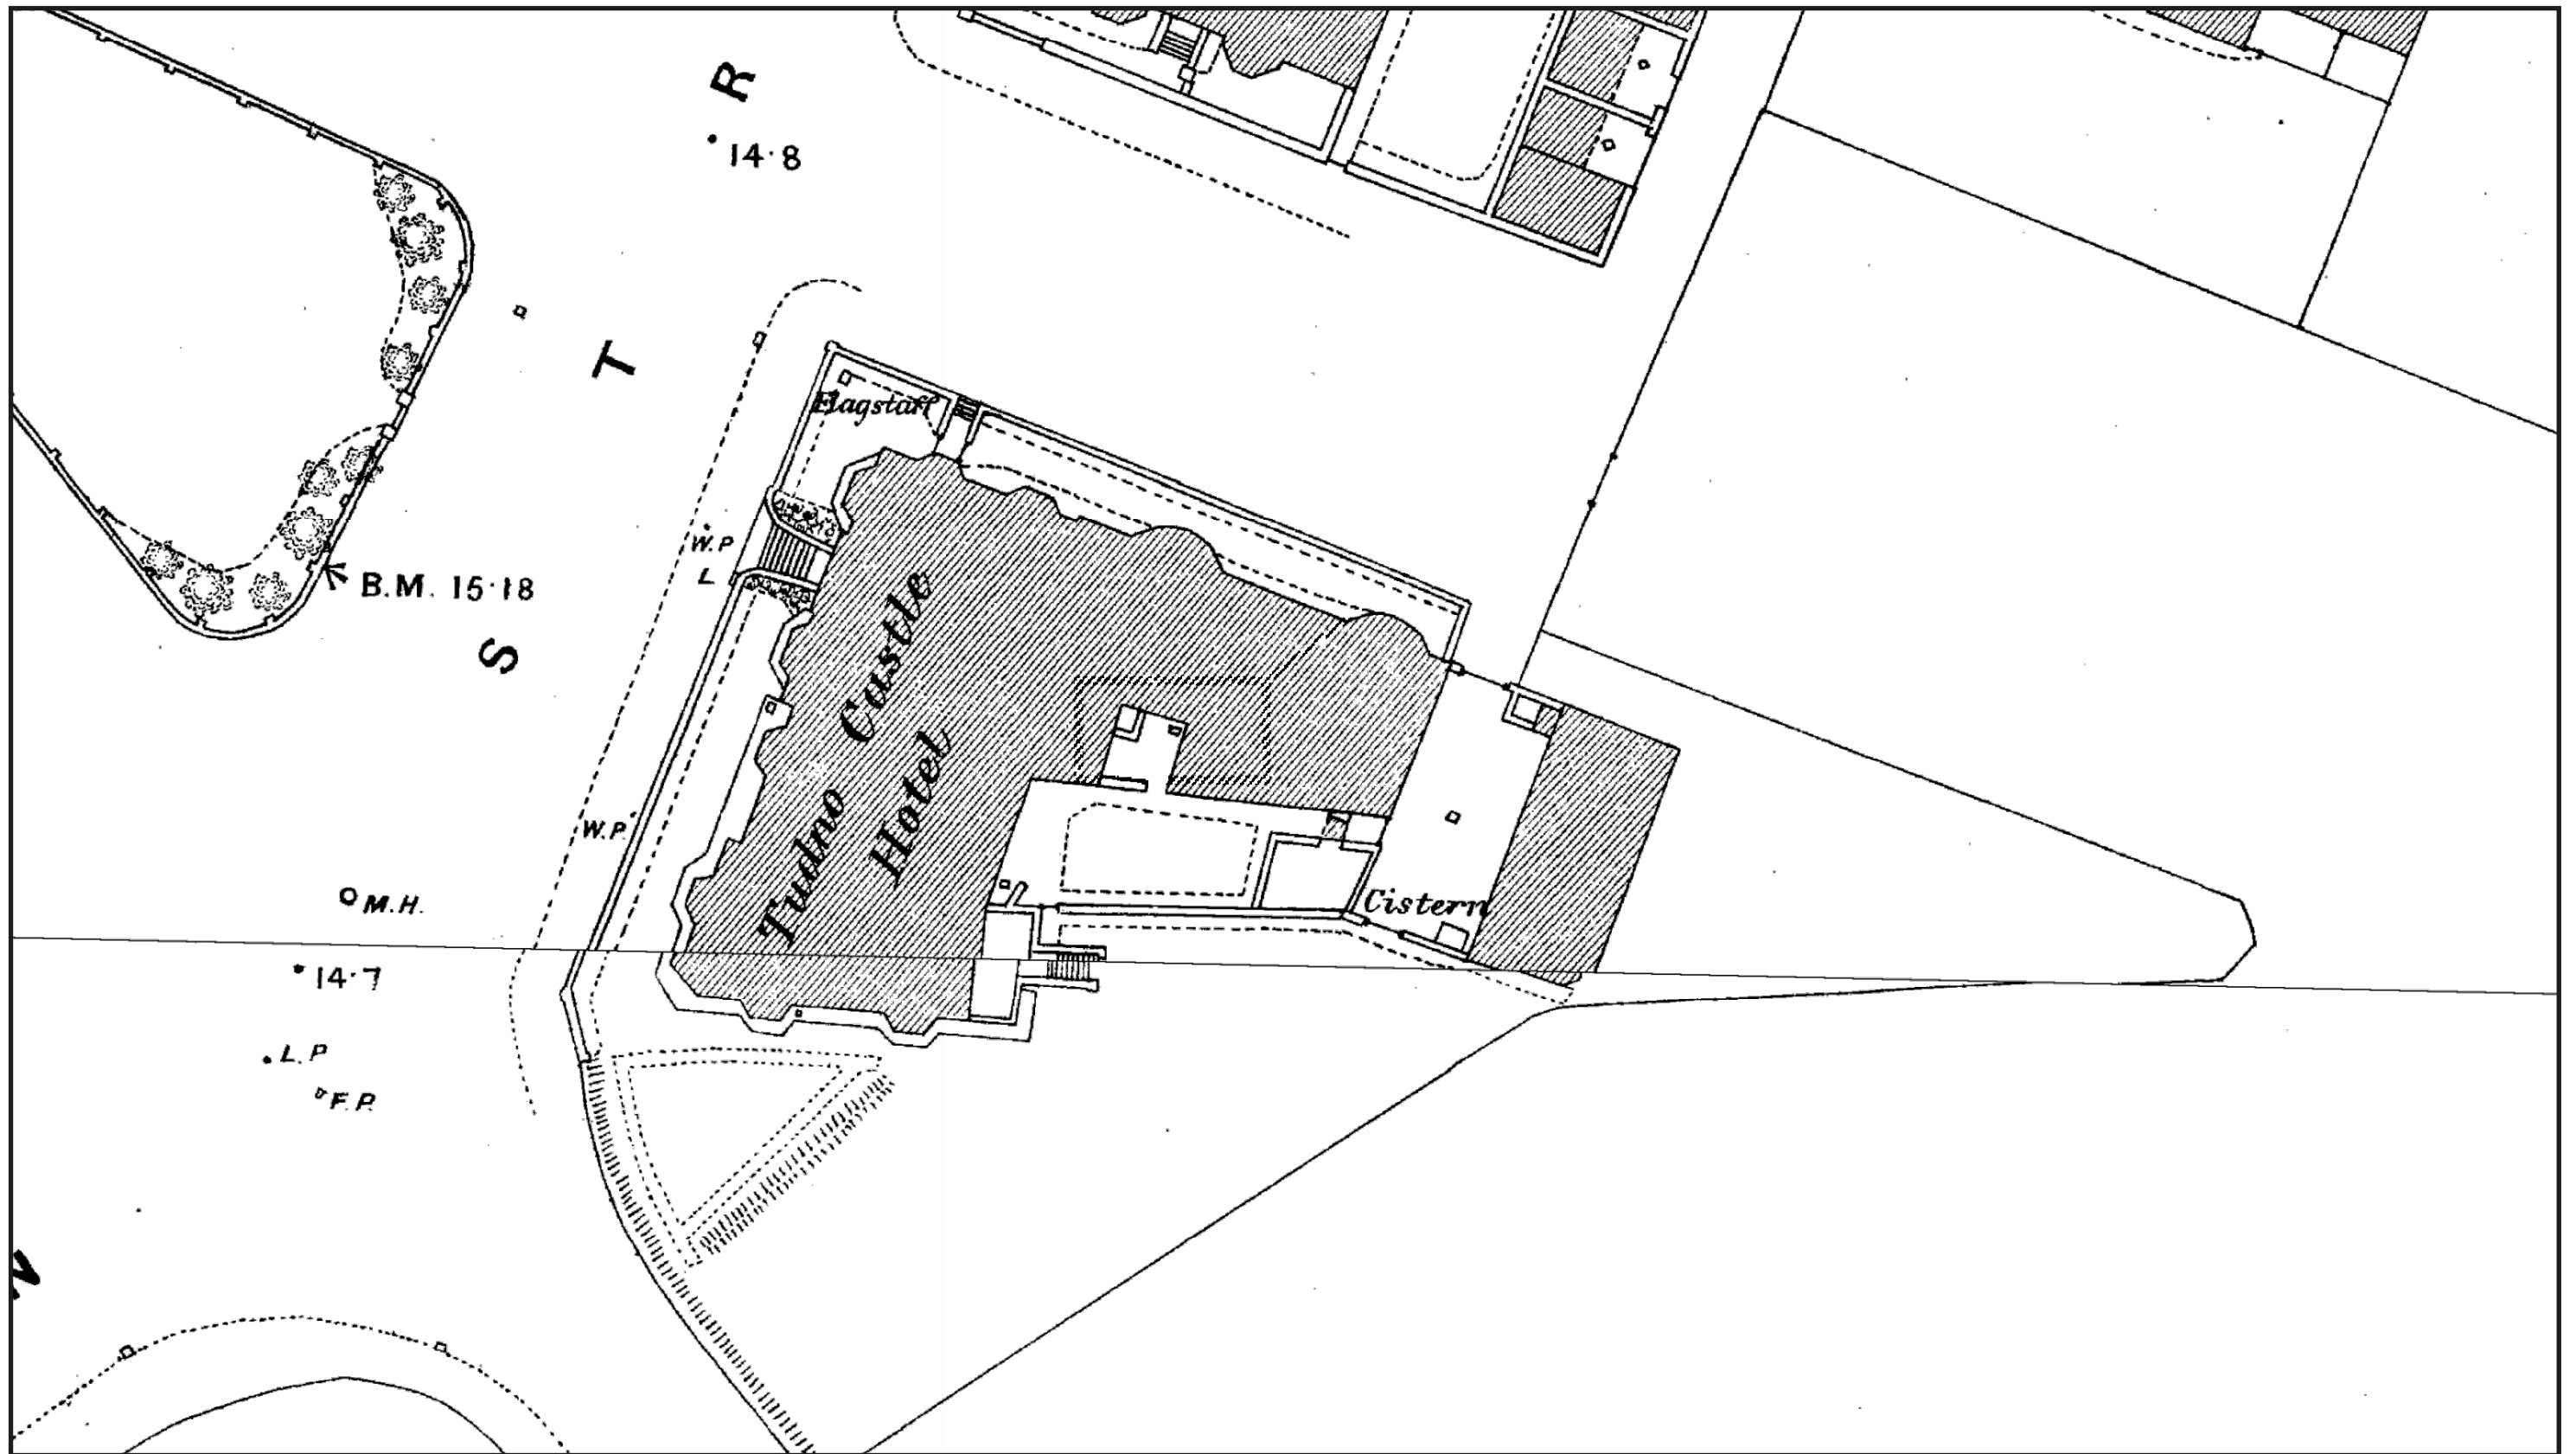 R
14·8
T
Flagstaff
W.P
L.
B.M. 15·18
S
Tudno Castle
Hotel
W.P.
M.H.
Cistern
14·7
L.P
F.P.
N